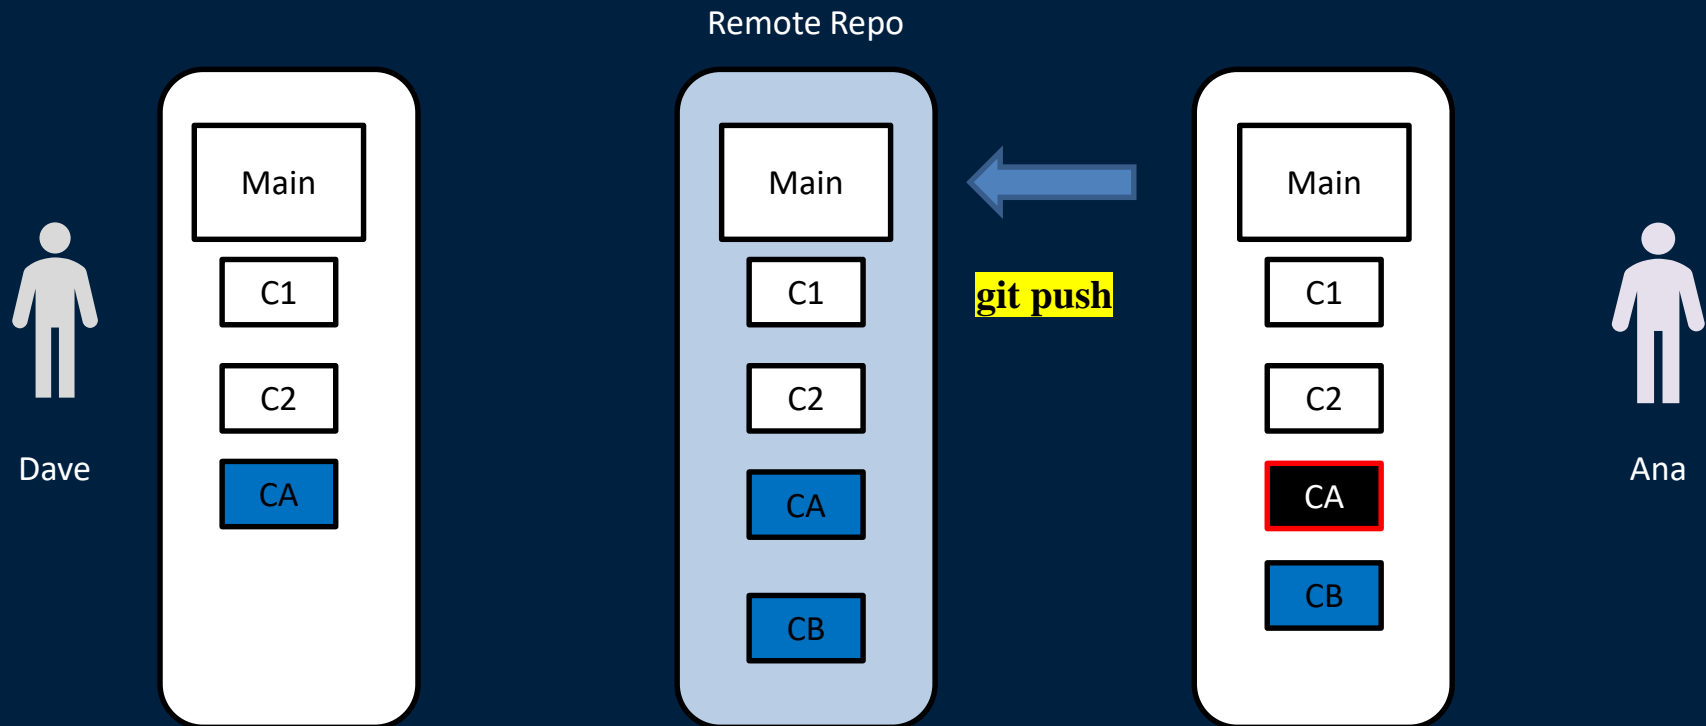 Remote Repo
Main
Main
Main
C1
C1
git push
C1
C2
C2
C2
Dave
CA
CA
CA
Ana
CB
CB